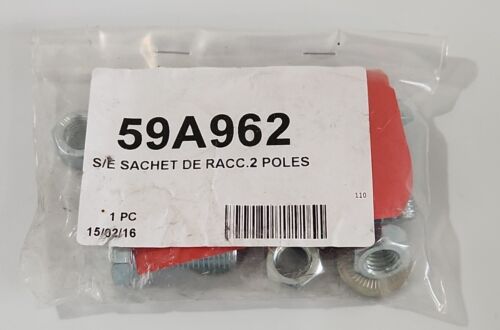 59A962
S/E SACHET DE RACC.2 POLES
110
1 PC
15/02/16